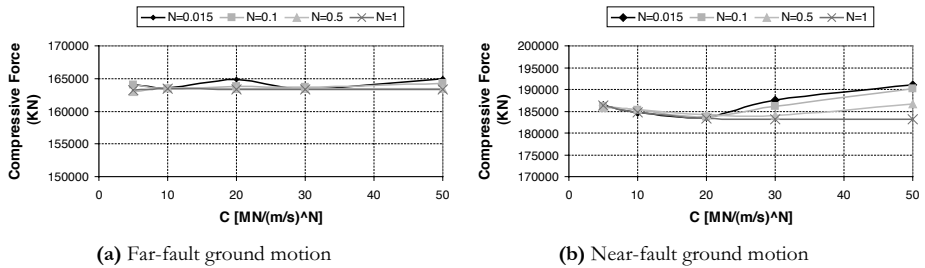 N=0.015 N=0.1 N=0.5 N=1
170000
165000
160000
155000
150000
Compressive Force
(KN)
0 10 20 30 40 50
C [MN/(m/s)^N]
(a) Far-fault ground motion
N=0.015 N=0.1 N=0.5 N=1
200000
195000
190000
185000
180000
175000
170000
Compressive Force
(KN)
0 10 20 30 40 50
C [MN/(m/s)^N]
(b) Near-fault ground motion